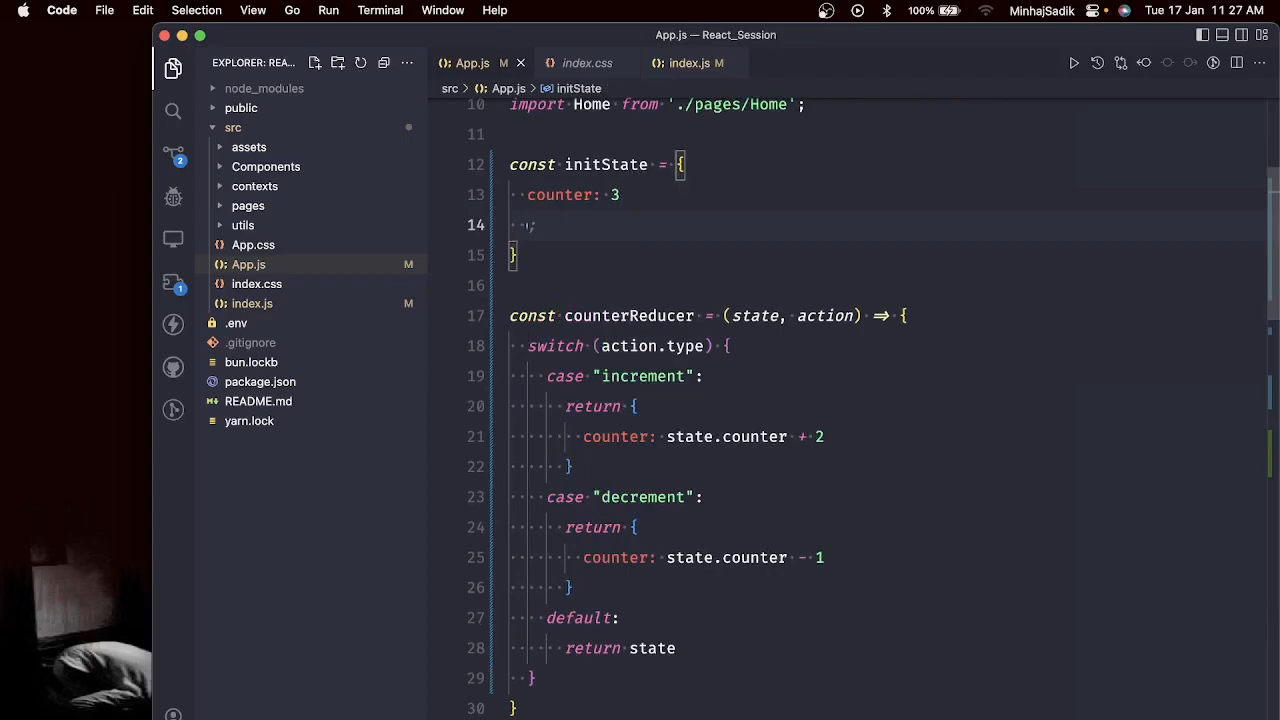 Code File Edit Selection View Go Run Terminal Window Help 100% MinhajSadik Tue 17 Jan 11 27 AM
App.js — React_Session
EXPLORER: REA... App.js M index.css index.js M
src > App.js > initState
node_modules
public
src
assets
Components
contexts
pages
utils
App.css
App.js M
index.css
index.js M
.env
.gitignore
bun.lockb
package.json
README.md
yarn.lock
2
1
10 import Home from './pages/Home';
11
12 const initState = {
13 counter: 3
14 ;
15 }
16
17 const counterReducer = (state, action) => {
18 switch (action.type) {
19 case "increment":
20 return {
21 counter: state.counter + 2
22 }
23 case "decrement":
24 return {
25 counter: state.counter - 1
26 }
27 default:
28 return state
29 }
30 }